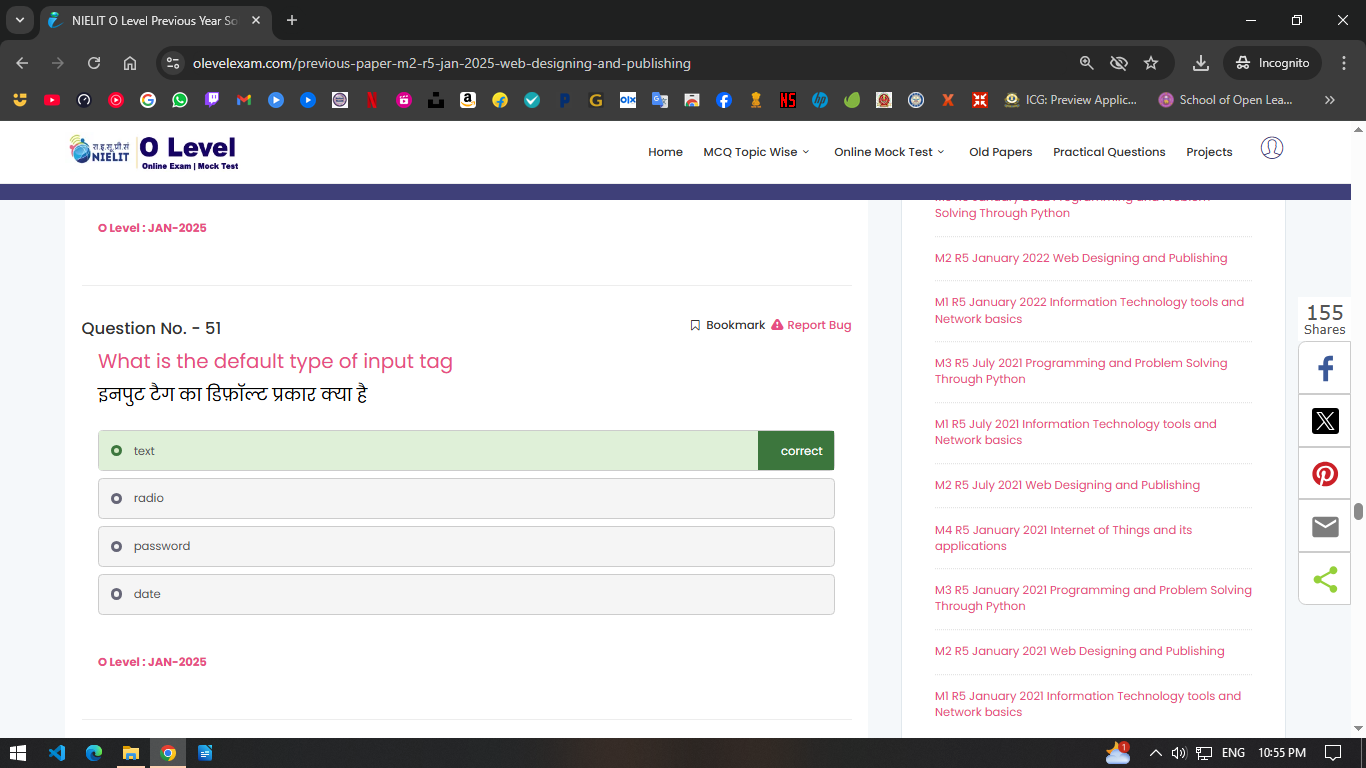 NIELIT O Level Previous Year So
olevelexam.com/previous-paper-m2-r5-jan-2025-web-designing-and-publishing
Incognito
ICG: Preview Applic...
School of Open Lea...
NIELIT
O Level
Online Exam | Mock Test
Home
MCQ Topic Wise
Online Mock Test
Old Papers
Practical Questions
Projects
O Level : JAN-2025
Question No. - 51
Bookmark
Report Bug
What is the default type of input tag
इनपुट टैग का डिफ़ॉल्ट प्रकार क्या है
text
correct
radio
password
date
O Level : JAN-2025
Solving Through Python
M2 R5 January 2022 Web Designing and Publishing
M1 R5 January 2022 Information Technology tools and
Network basics
M3 R5 July 2021 Programming and Problem Solving
Through Python
M1 R5 July 2021 Information Technology tools and
Network basics
M2 R5 July 2021 Web Designing and Publishing
M4 R5 January 2021 Internet of Things and its
applications
M3 R5 January 2021 Programming and Problem Solving
Through Python
M2 R5 January 2021 Web Designing and Publishing
M1 R5 January 2021 Information Technology tools and
Network basics
155
Shares
1
ENG
10:55 PM